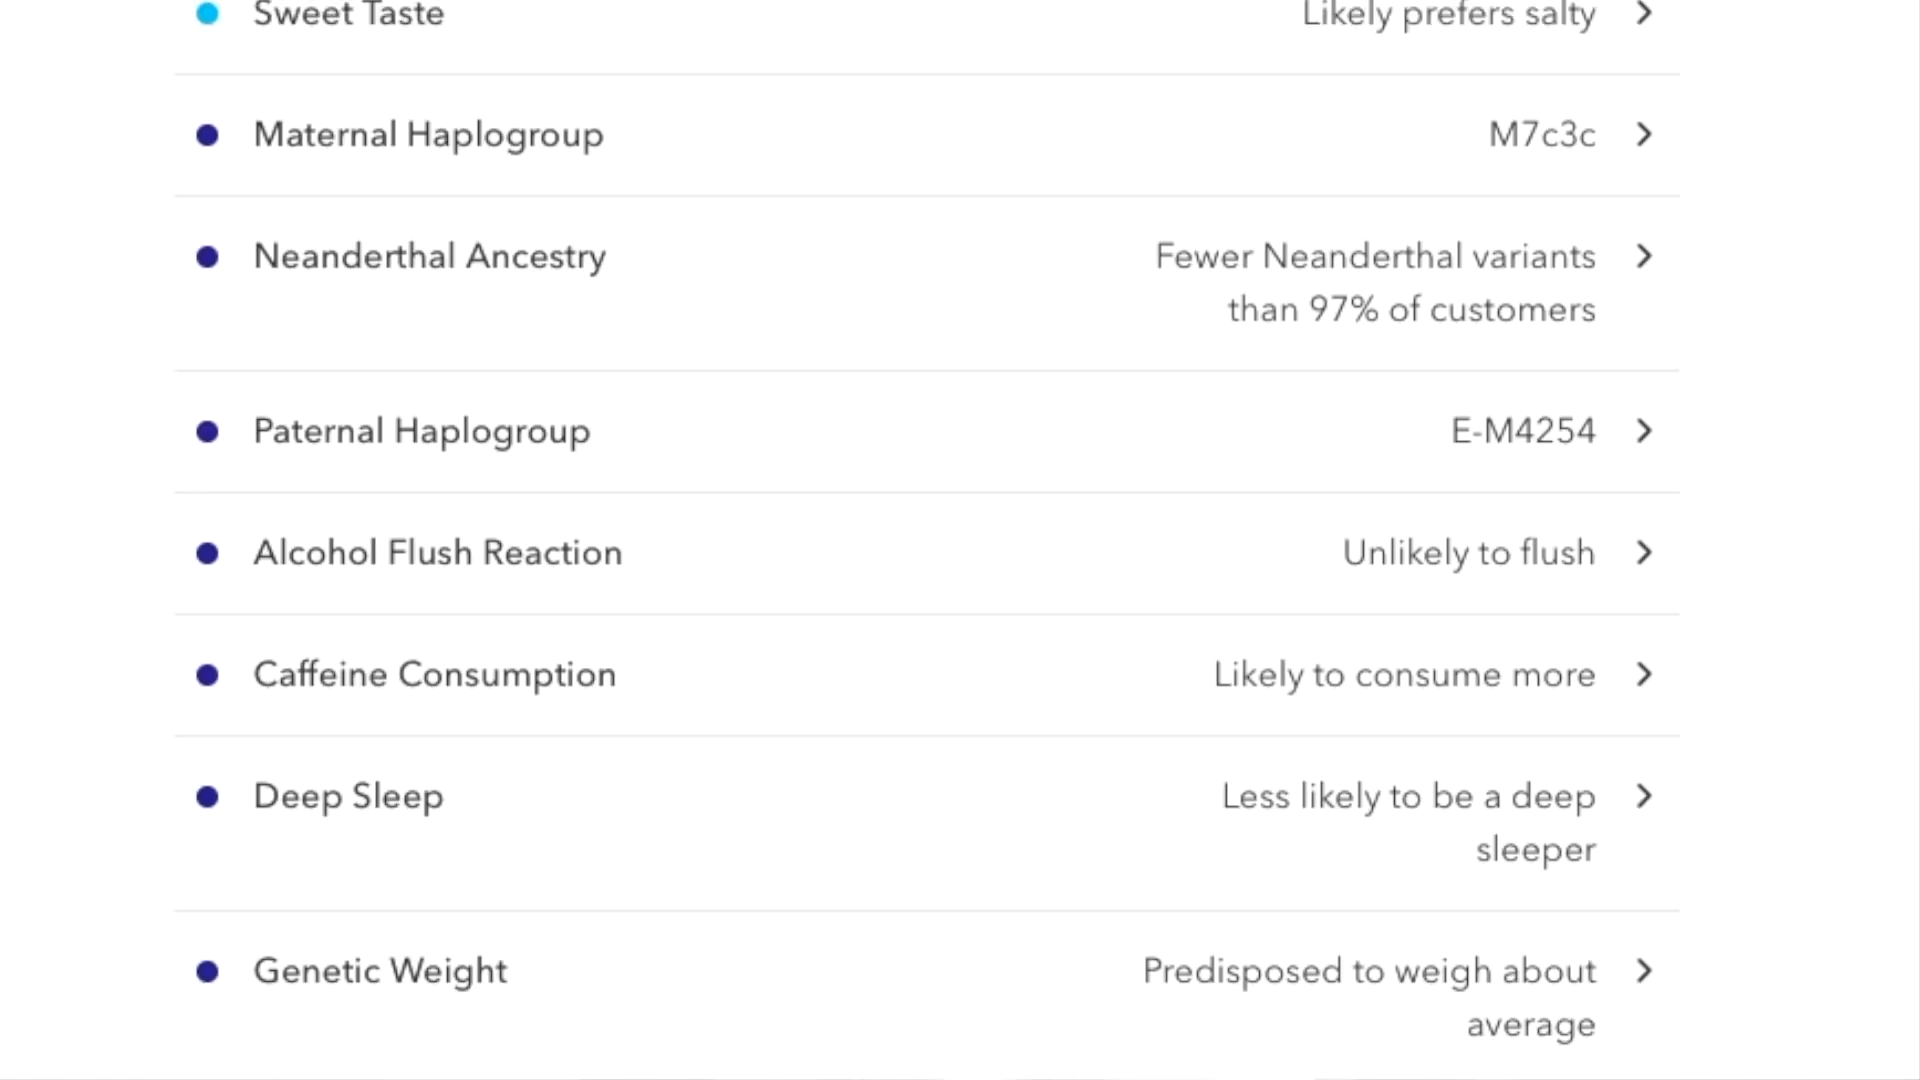 Sweet Taste
Likely prefers salty
Maternal Haplogroup
M7c3c
Neanderthal Ancestry
Fewer Neanderthal variants
than 97% of customers
Paternal Haplogroup
E-M4254
Alcohol Flush Reaction
Unlikely to flush
Caffeine Consumption
Likely to consume more
Deep Sleep
Less likely to be a deep
sleeper
Genetic Weight
Predisposed to weigh about
average